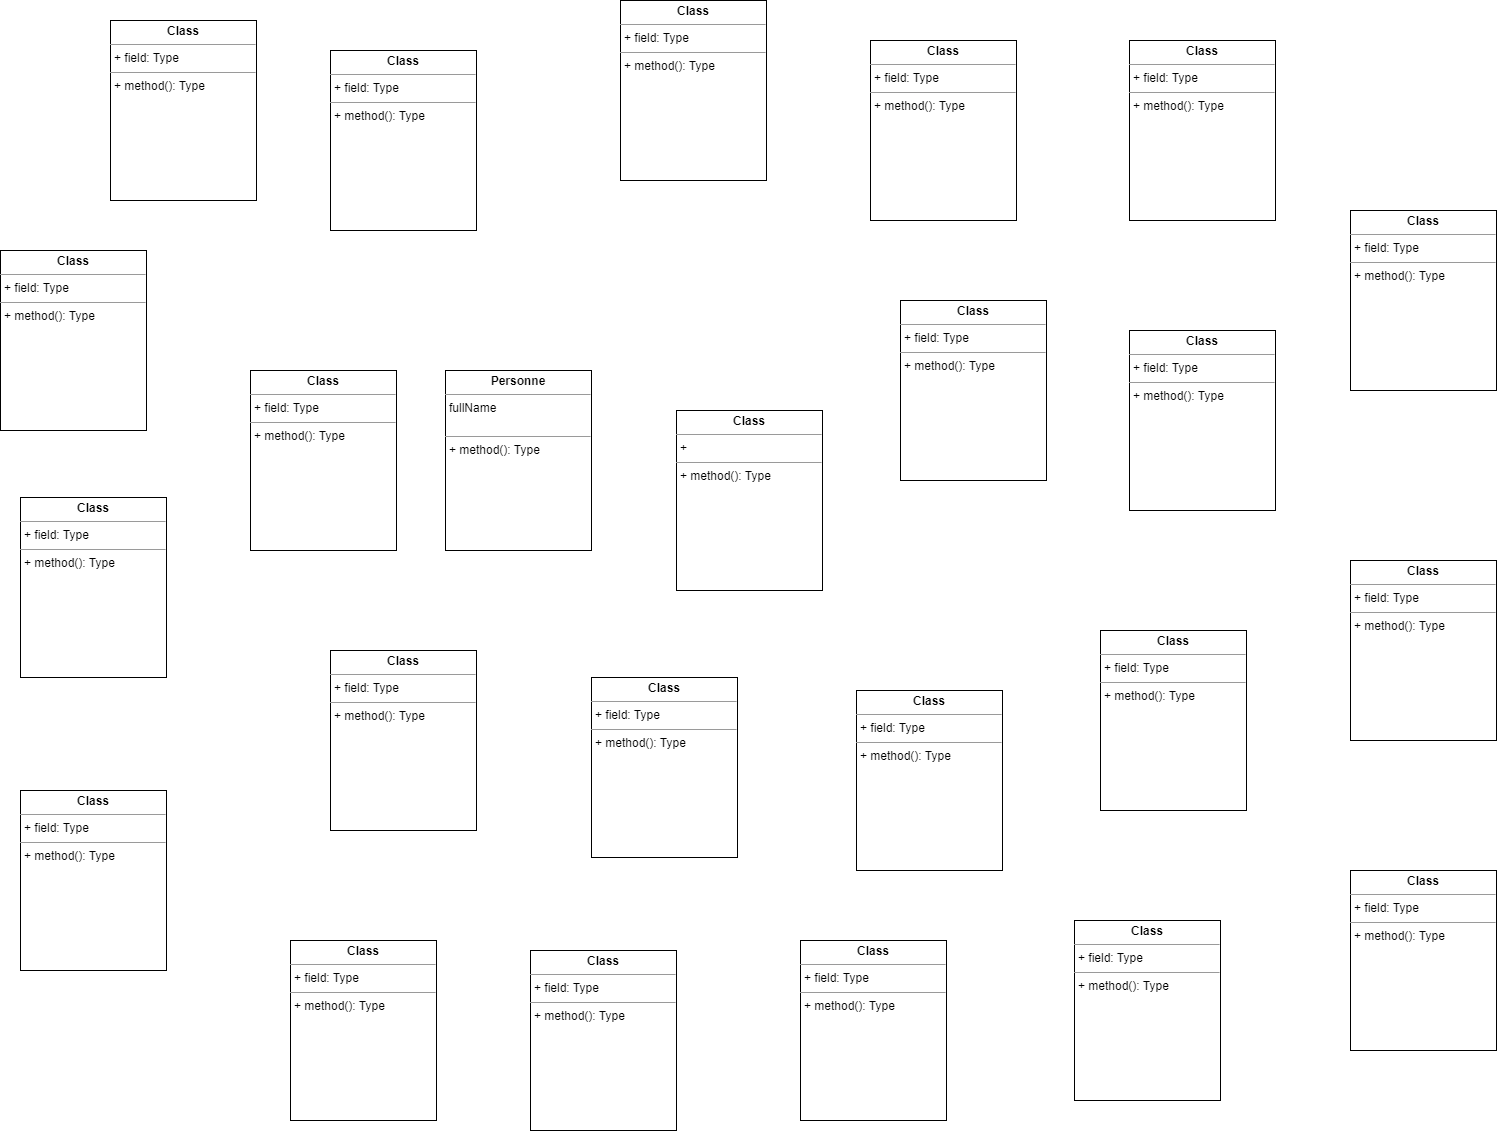 Class
+ field: Type
+ method(): Type
Class
+ field: Type
+ method(): Type
Class
+ field: Type
+ method(): Type
Class
+ field: Type
+ method(): Type
Class
+ field: Type
+ method(): Type
Class
+ field: Type
+ method(): Type
Class
+ field: Type
+ method(): Type
Class
+ field: Type
+ method(): Type
Class
+ field: Type
+ method(): Type
Class
+ field: Type
+ method(): Type
Personne
fullName
+ method(): Type
Class
+
+ method(): Type
Class
+ field: Type
+ method(): Type
Class
+ field: Type
+ method(): Type
Class
+ field: Type
+ method(): Type
Class
+ field: Type
+ method(): Type
Class
+ field: Type
+ method(): Type
Class
+ field: Type
+ method(): Type
Class
+ field: Type
+ method(): Type
Class
+ field: Type
+ method(): Type
Class
+ field: Type
+ method(): Type
Class
+ field: Type
+ method(): Type
Class
+ field: Type
+ method(): Type
Class
+ field: Type
+ method(): Type